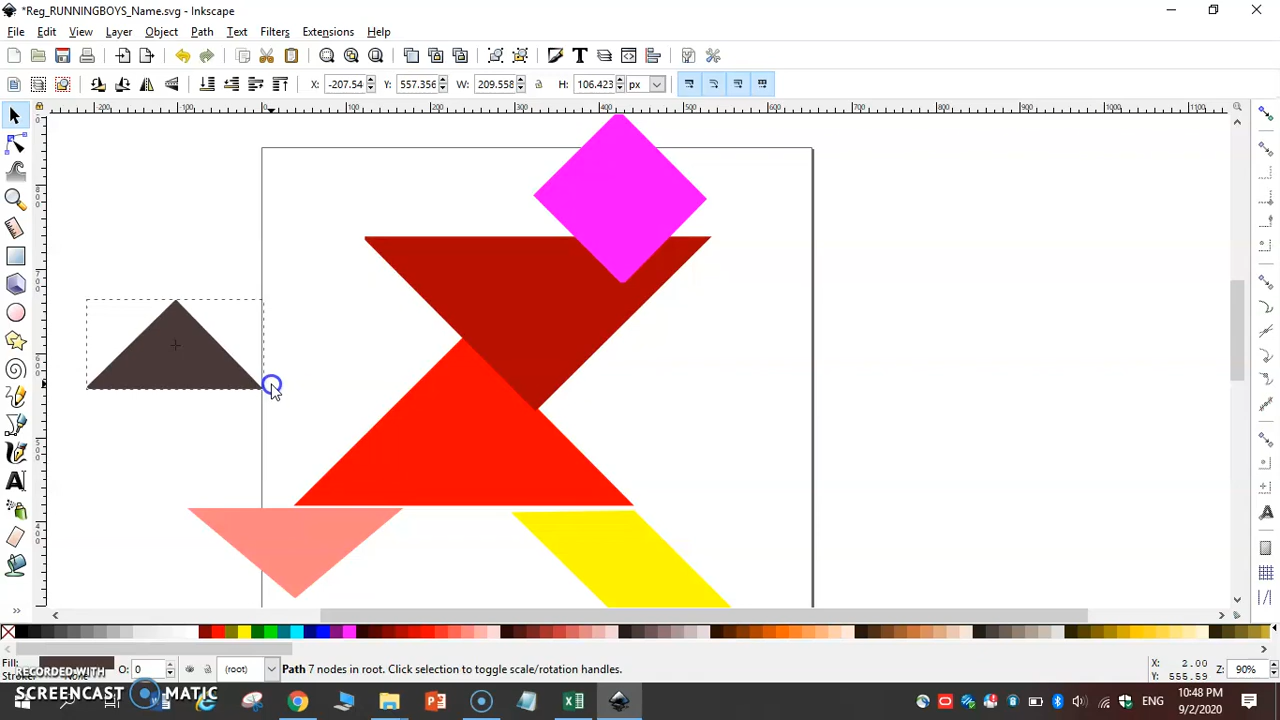 *Reg_RUNNINGBOYS_Name.svg - Inkscape
File Edit View Layer Object Path Text Filters Extensions Help
X: -207.54 Y: 557.356 W: 209.558 H: 106.423 px
Fill:
Stroke: None
O: 0
(root)
Path 7 nodes in root. Click selection to toggle scale/rotation handles.
X: 2.00
Y: 555.59
Z: 90%
RECORDED WITH
SCREENCAST MATIC
ENG
10:48 PM
9/2/2020